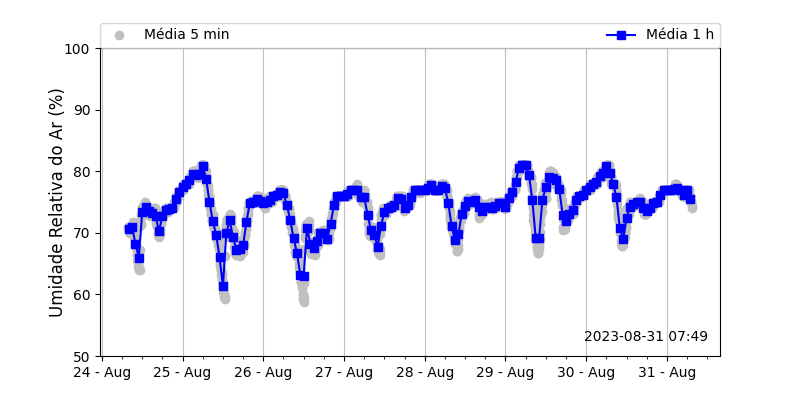 Média 5 min
Média 1 h
Umidade Relativa do Ar (%)
100
90
80
70
60
50
2023-08-31 07:49
24 - Aug
25 - Aug
26 - Aug
27 - Aug
28 - Aug
29 - Aug
30 - Aug
31 - Aug